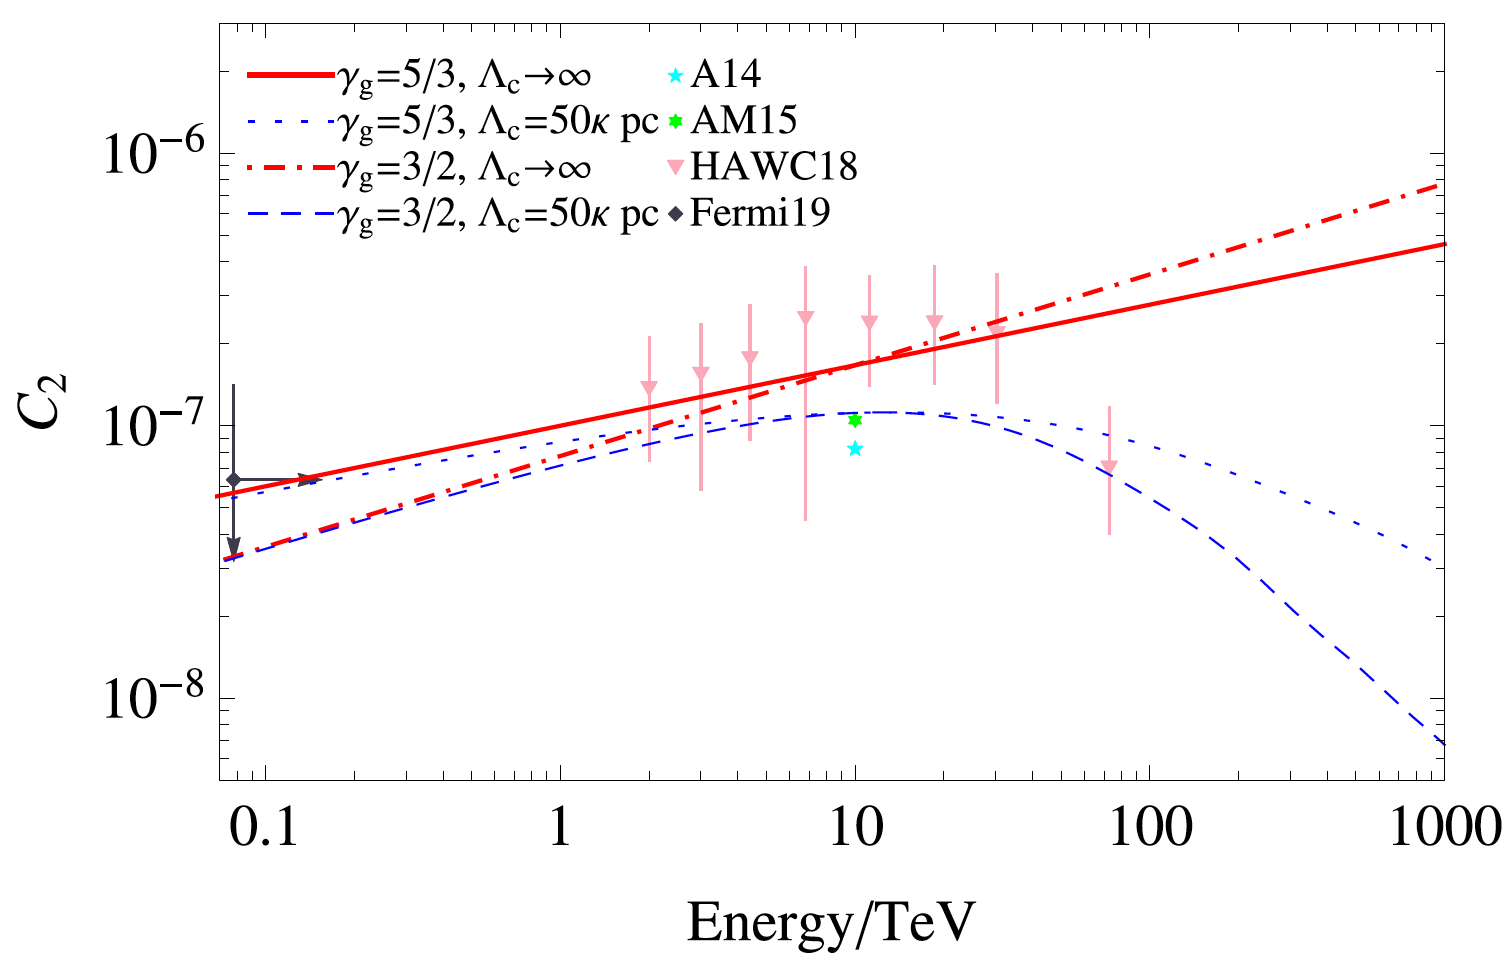 γg=5/3, Λc→∞
γg=5/3, Λc=50κ pc
γg=3/2, Λc→∞
γg=3/2, Λc=50κ pc
A14
AM15
HAWC18
Fermi19
C2
10−6
10−7
10−8
0.1 1 10 100 1000
Energy/TeV